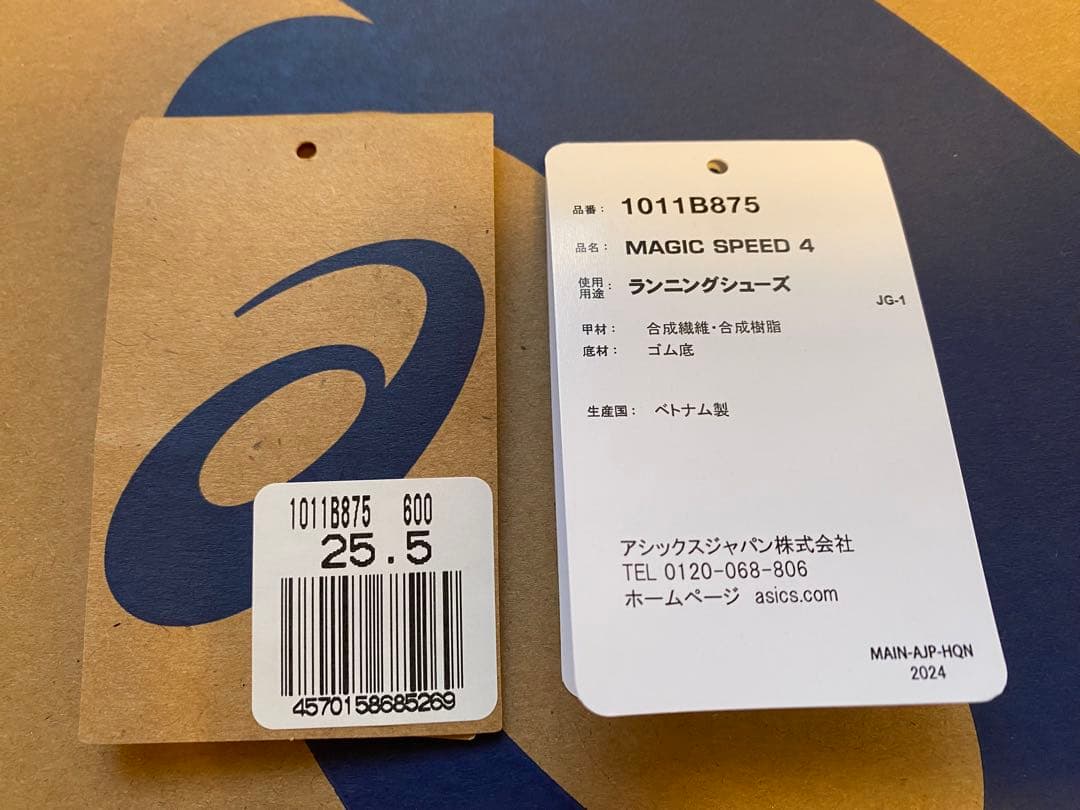 1011B875 600
25.5
4570158685269
品番： 1011B875
品名： MAGIC SPEED 4
使用用途： ランニングシューズ
JG-1
甲材： 合成繊維・合成樹脂
底材： ゴム底
生産国： ベトナム製
アシックスジャパン株式会社
TEL 0120-068-806
ホームページ asics.com
MAIN-AJP-HQN
2024